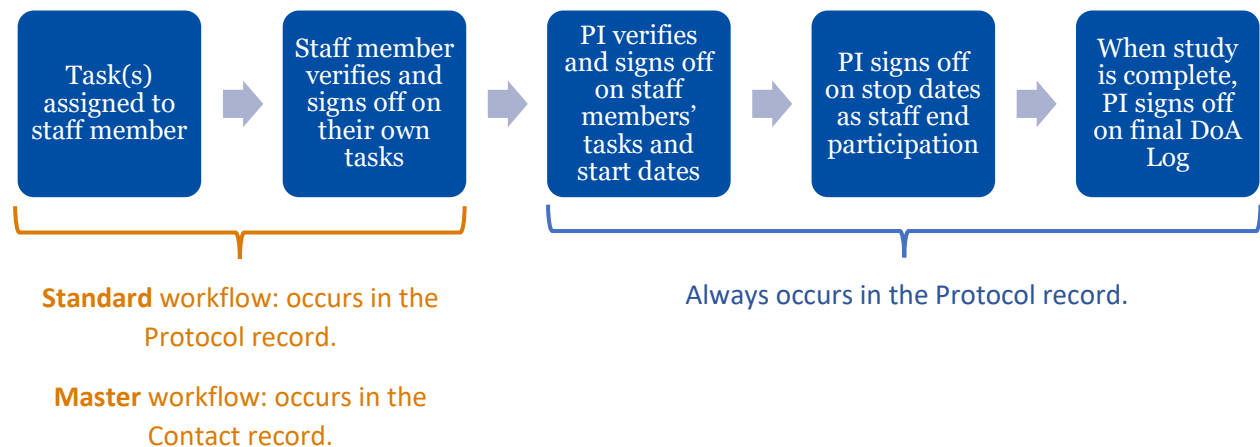 Task(s)
assigned to
staff member
Staff member
verifies and
signs off on
their own
tasks
PI verifies
and signs off
on staff
members’
tasks and
start dates
PI signs off
on stop dates
as staff end
participation
When study
is complete,
PI signs off
on final DoA
Log
Standard workflow: occurs in the
Protocol record.
Master workflow: occurs in the
Contact record.
Always occurs in the Protocol record.